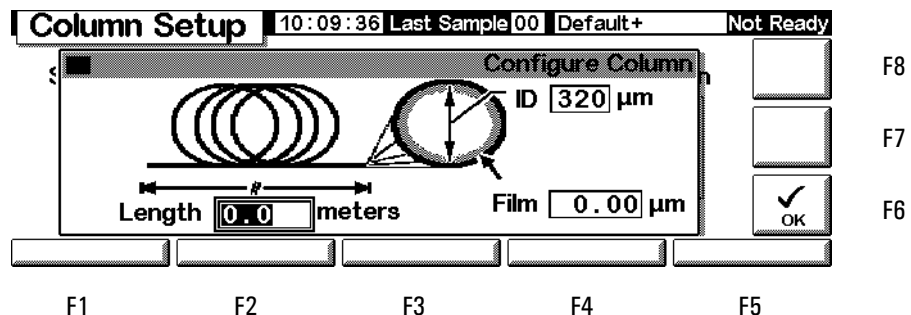 Column Setup 10:09:36 Last Sample 00 Default+ Not Ready
Configure Column
ID 320 µm
Length 0.0 meters
Film 0.00 µm
OK
F8
F7
F6
F1 F2 F3 F4 F5